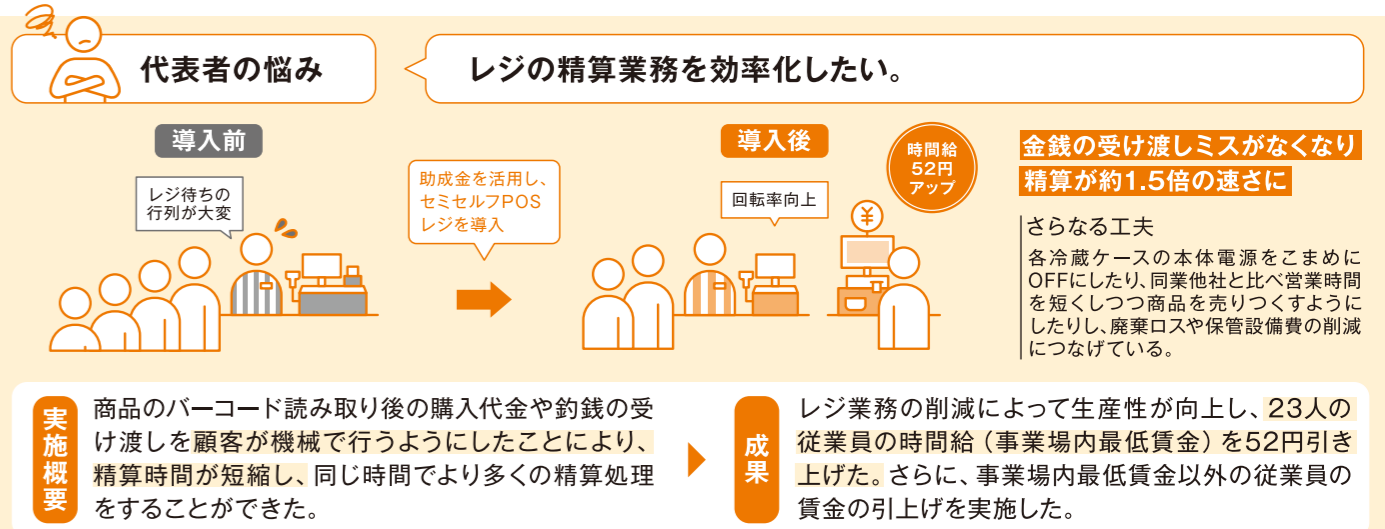 代表者の悩み
レジの精算業務を効率化したい。
導入前
レジ待ちの
行列が大変
助成金を活用し、
セミセルフPOS
レジを導入
導入後
回転率向上
時間給
52円
アップ
¥
金銭の受け渡しミスがなくなり
精算が約1.5倍の速さに
さらなる工夫
各冷蔵ケースの本体電源をこまめに
OFFにしたり、同業他社と比べ営業時間
を短くしつつ商品を売りつくすように
したりし、廃棄ロスや保管設備費の削減
につなげている。
実施概要
商品のバーコード読み取り後の購入代金や釣銭の受
け渡しを顧客が機械で行うようにしたことにより、
精算時間が短縮し、同じ時間でより多くの精算処理
をすることができた。
成果
レジ業務の削減によって生産性が向上し、23人の
従業員の時間給（事業場内最低賃金）を52円引き
上げた。さらに、事業場内最低賃金以外の従業員の
賃金の引上げを実施した。